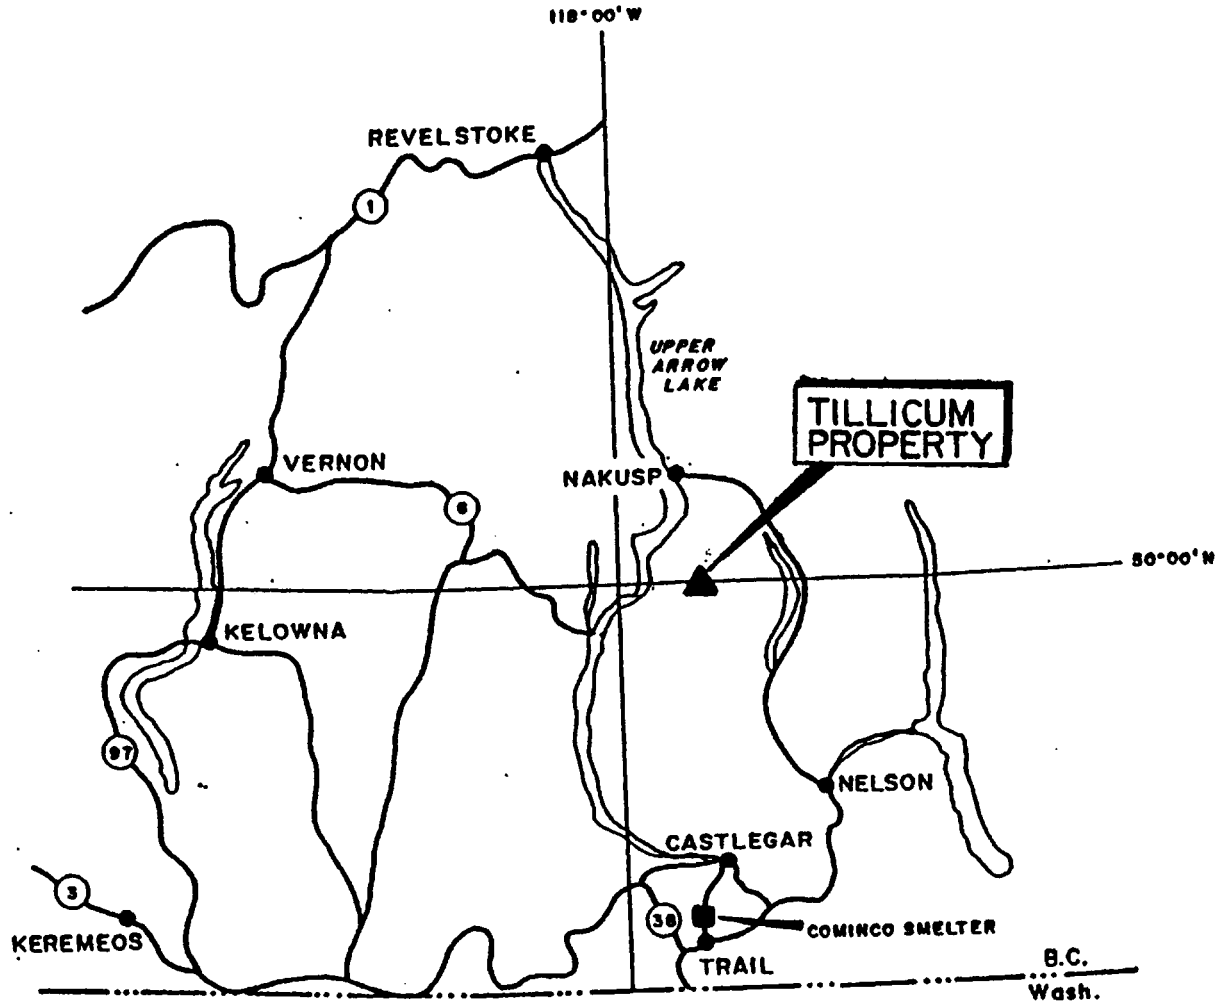 118°00'W
REVELSTOKE
1
UPPER
ARROW
LAKE
TILLICUM
PROPERTY
VERNON
NAKUSP
6
50°00'N
KELOWNA
97
NELSON
CASTLEGAR
3
38
KEREMEOS
COMINCO SMELTER
TRAIL
B.C.
Wash.